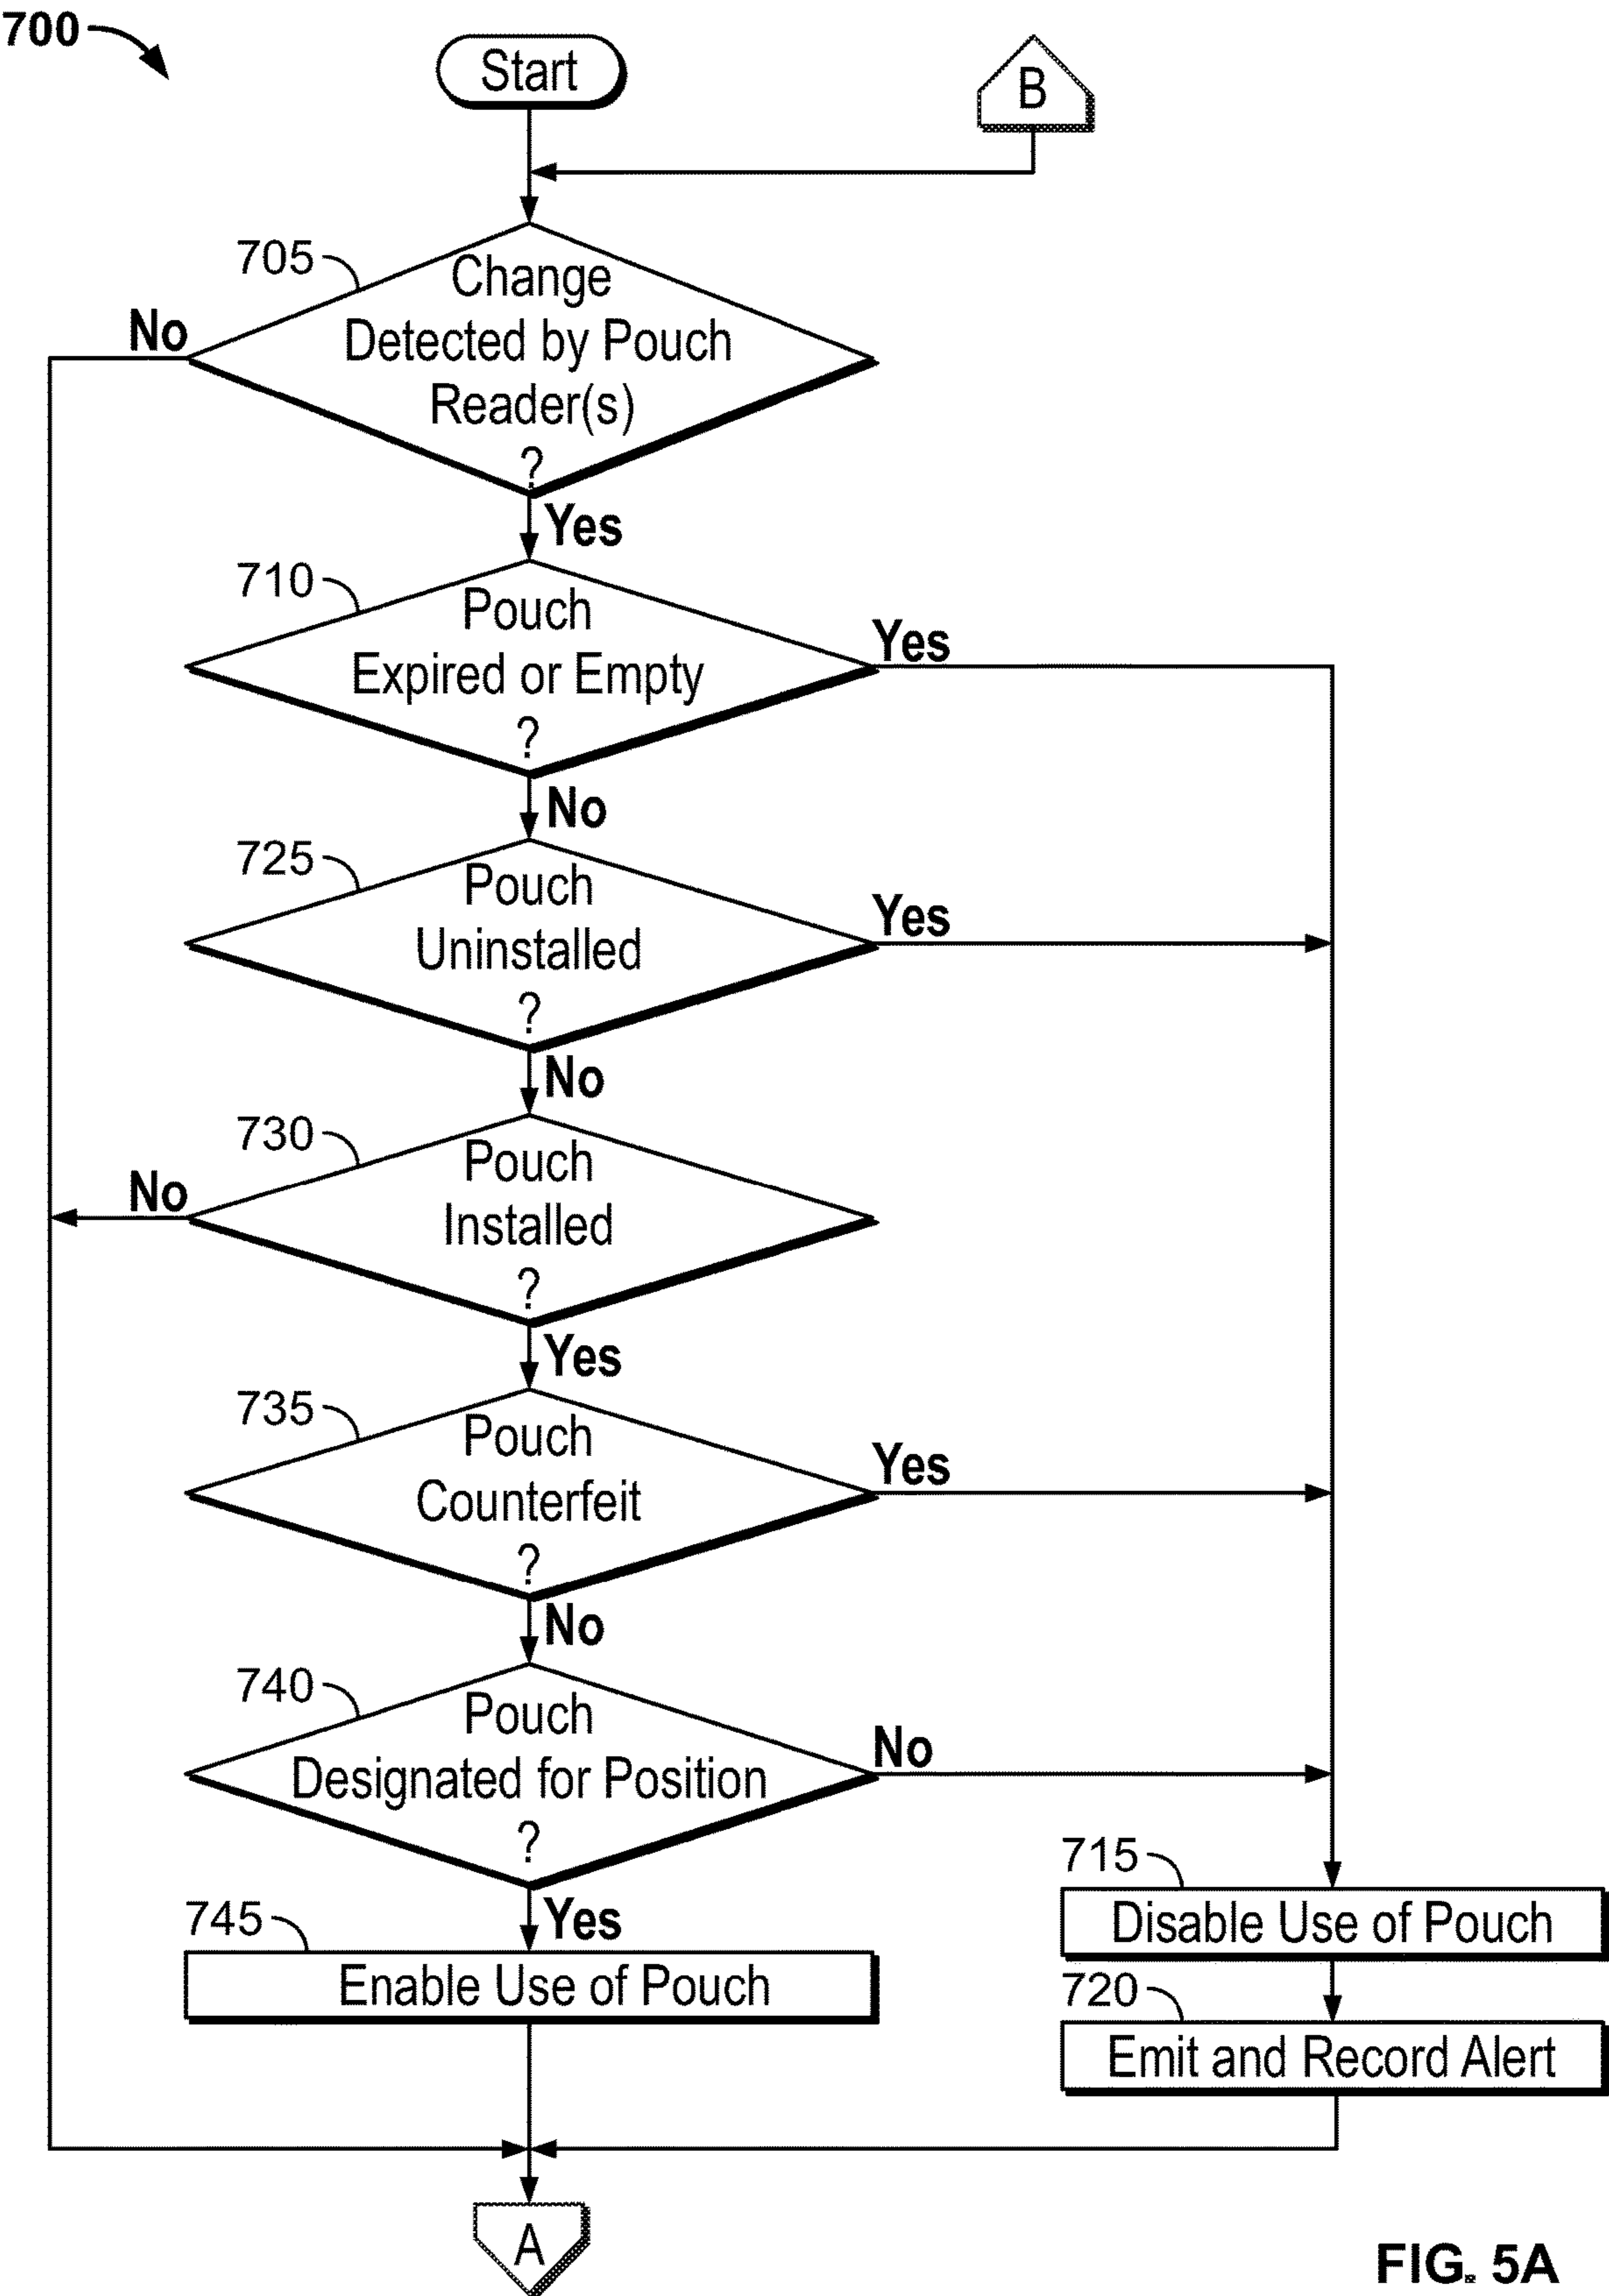 700
Start
B
705
Change
Detected by Pouch
Reader(s)
?
No
Yes
710
Pouch
Expired or Empty
?
Yes
No
725
Pouch
Uninstalled
?
Yes
No
730
Pouch
Installed
?
No
Yes
735
Pouch
Counterfeit
?
Yes
No
740
Pouch
Designated for Position
?
No
Yes
715
Disable Use of Pouch
745
Enable Use of Pouch
720
Emit and Record Alert
A
FIG. 5A